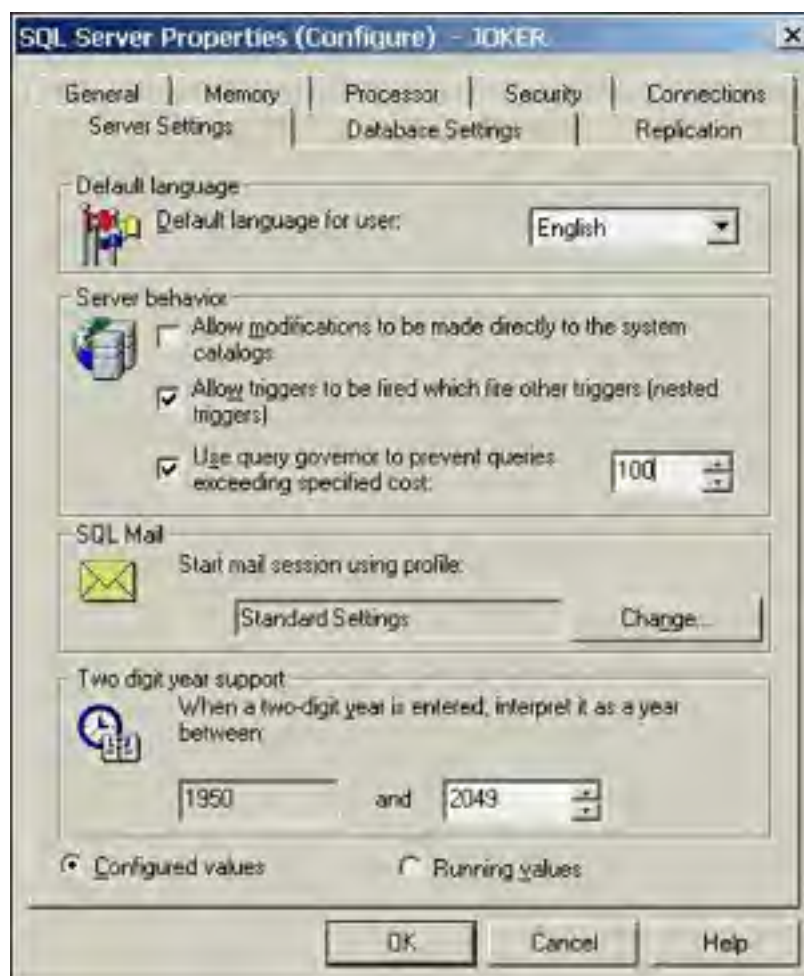 SQL Server Properties (Configure) - JOKER
General Memory Processor Security Connections
Server Settings Database Settings Replication
Default language
Default language for user: English
Server behavior
Allow modifications to be made directly to the system
catalogs
Allow triggers to be fired which fire other triggers (nested
triggers)
Use query governor to prevent queries
exceeding specified cost: 100
SQL Mail
Start mail session using profile:
Standard Settings Change...
Two digit year support
When a two-digit year is entered, interpret it as a year
between:
1950 and 2049
Configured values Running values
OK Cancel Help